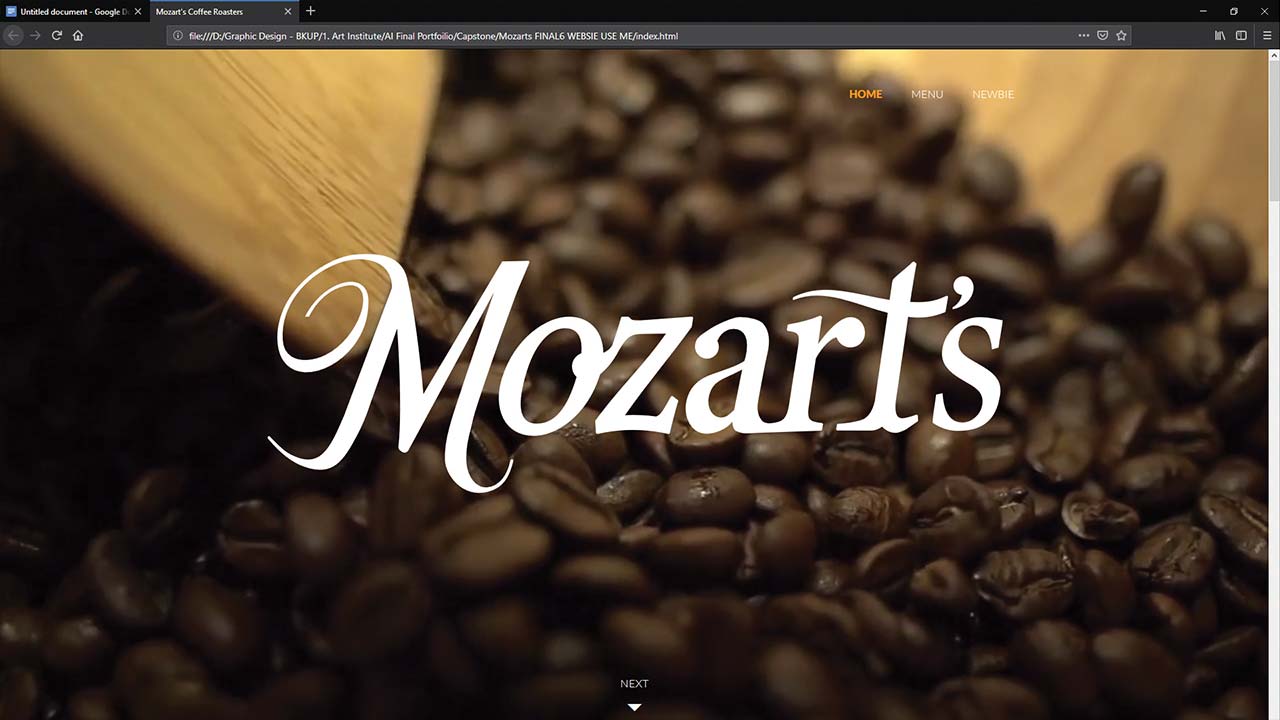 Untitled document - Google D
Mozart's Coffee Roasters
file:///D:/Graphic Design - BKUP/1. Art Institute/AI Final Portfoilio/Capstone/Mozarts FINAL6 WEBSIE USE ME/index.html
HOME MENU NEWBIE
Mozart's
NEXT